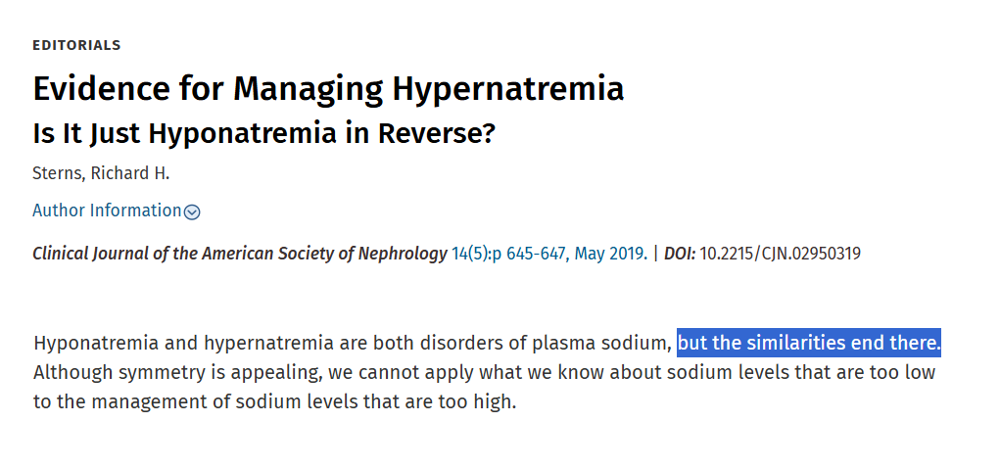 EDITORIALS
Evidence for Managing Hypernatremia
Is It Just Hyponatremia in Reverse?
Sterns, Richard H.
Author Information
Clinical Journal of the American Society of Nephrology 14(5):p 645-647, May 2019. | DOI: 10.2215/CJN.02950319
Hyponatremia and hypernatremia are both disorders of plasma sodium, but the similarities end there.
Although symmetry is appealing, we cannot apply what we know about sodium levels that are too low
to the management of sodium levels that are too high.